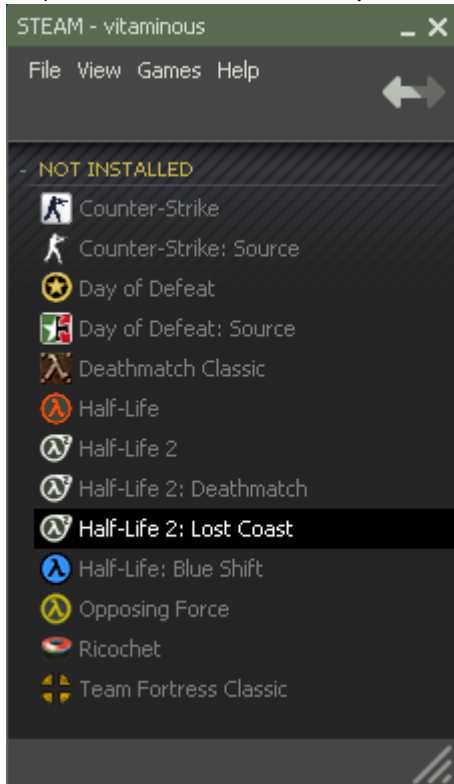 STEAM - vitaminous
File View Games Help
- NOT INSTALLED
Counter-Strike
Counter-Strike: Source
Day of Defeat
Day of Defeat: Source
Deathmatch Classic
Half-Life
Half-Life 2
Half-Life 2: Deathmatch
Half-Life 2: Lost Coast
Half-Life: Blue Shift
Opposing Force
Ricochet
Team Fortress Classic